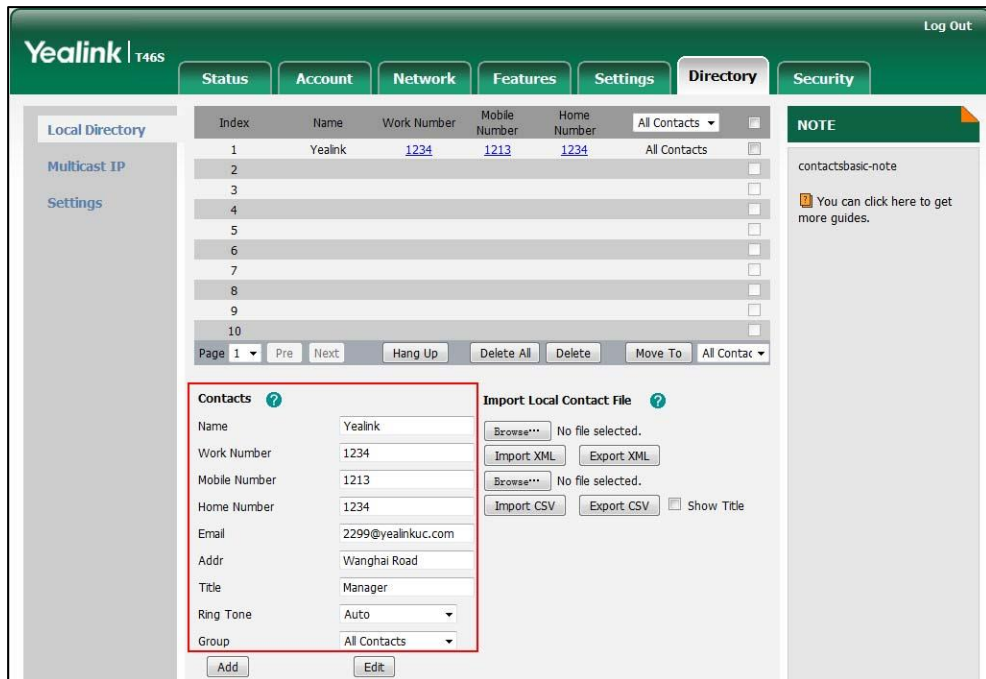 Log Out
Yealink | T46S
Status Account Network Features Settings Directory Security
Local Directory
Multicast IP
Settings
Index Name Work Number Mobile Number Home Number All Contacts
1 Yealink 1234 1213 1234 All Contacts
2
3
4
5
6
7
8
9
10
Page 1 Pre Next Hang Up Delete All Delete Move To All Contac
NOTE
contactsbasic-note
You can click here to get
more guides.
Contacts ?
Name Yealink
Work Number 1234
Mobile Number 1213
Home Number 1234
Email 2299@yealinkuc.com
Addr Wanghai Road
Title Manager
Ring Tone Auto
Group All Contacts
Add Edit
Import Local Contact File ?
Browse··· No file selected.
Import XML Export XML
Browse··· No file selected.
Import CSV Export CSV Show Title